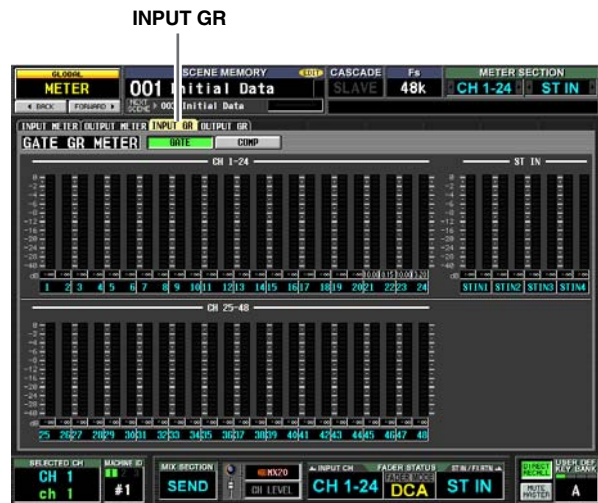 INPUT GR
GLOBAL
METER
BACK FORWARD
SCENE MEMORY EDIT
001 Initial Data
NEXT SCENE 00 Initial Data
CASCADE
SLAVE
Fs
48k
METER SECTION
CH 1-24 ST IN
INPUT METER OUTPUT METER INPUT GR OUTPUT GR
GATE GR METER GATE COMP
CH 1-24 ST IN
1 2 3 4 5 6 7 8 9 10 11 12 13 14 15 16 17 18 19 20 21 22 23 24 STIN1 STIN2 STIN3 STIN4
CH 25-48
25 26 27 28 29 30 31 32 33 34 35 36 37 38 39 40 41 42 43 44 45 46 47 48
SELECTED CH
CH 1
ch 1
MACHINE ID
#1
MIX SECTION
SEND
MX20
CH LEVEL
INPUT CH FADER STATUS ST IN/FX RTN
CH 1-24
FADER MODE
DCA
ST IN
DIRECT RECALL
MUTE MASTER
USER DEF KEY BANK
A